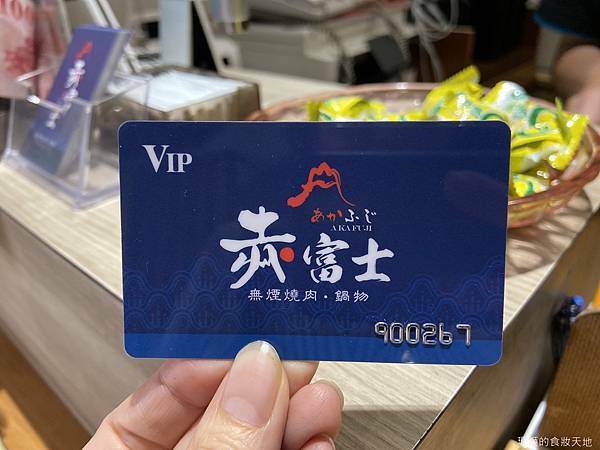 VIP
あかふじ
AKAFUJI
赤富士
無煙燒肉・鍋物
900267
的食妝天地